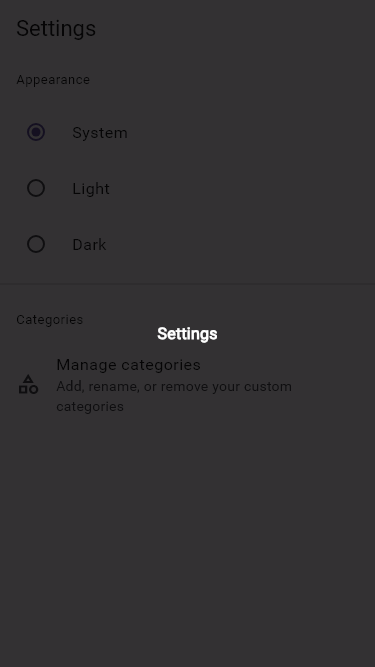 Settings
Appearance
System
Light
Dark
Categories
Settings
Manage categories
Add, rename, or remove your custom
categories